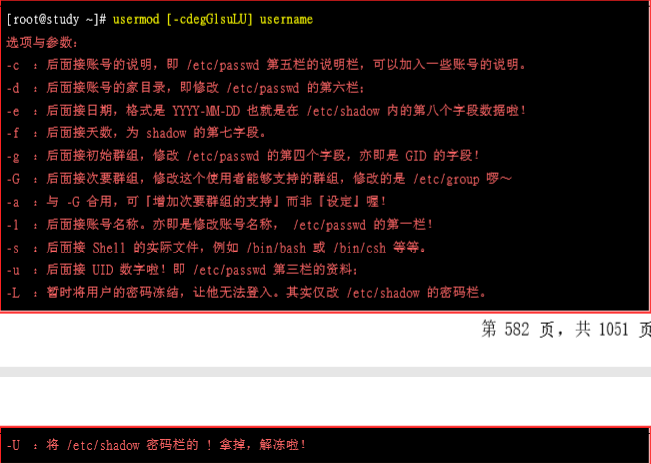 [root@study ~]# usermod [-cdegGlsuLU] username
选项与参数：
-c ：后面接账号的说明，即 /etc/passwd 第五栏的说明栏，可以加入一些账号的说明。
-d ：后面接账号的家目录，即修改 /etc/passwd 的第六栏；
-e ：后面接日期，格式是 YYYY-MM-DD 也就是在 /etc/shadow 内的第八个字段数据啦！
-f ：后面接天数，为 shadow 的第七字段。
-g ：后面接初始群组，修改 /etc/passwd 的第四个字段，亦即是 GID 的字段！
-G ：后面接次要群组，修改这个使用者能够支持的群组，修改的是 /etc/group 啰～
-a ：与 -G 合用，可『增加次要群组的支持』而非『设定』喔！
-l ：后面接账号名称。亦即是修改账号名称， /etc/passwd 的第一栏！
-s ：后面接 Shell 的实际文件，例如 /bin/bash 或 /bin/csh 等等。
-u ：后面接 UID 数字啦！即 /etc/passwd 第三栏的资料；
-L ：暂时将用户的密码冻结，让他无法登入。其实仅改 /etc/shadow 的密码栏。
第 582 页，共 1051 页
-U ：将 /etc/shadow 密码栏的 ! 拿掉，解冻啦！